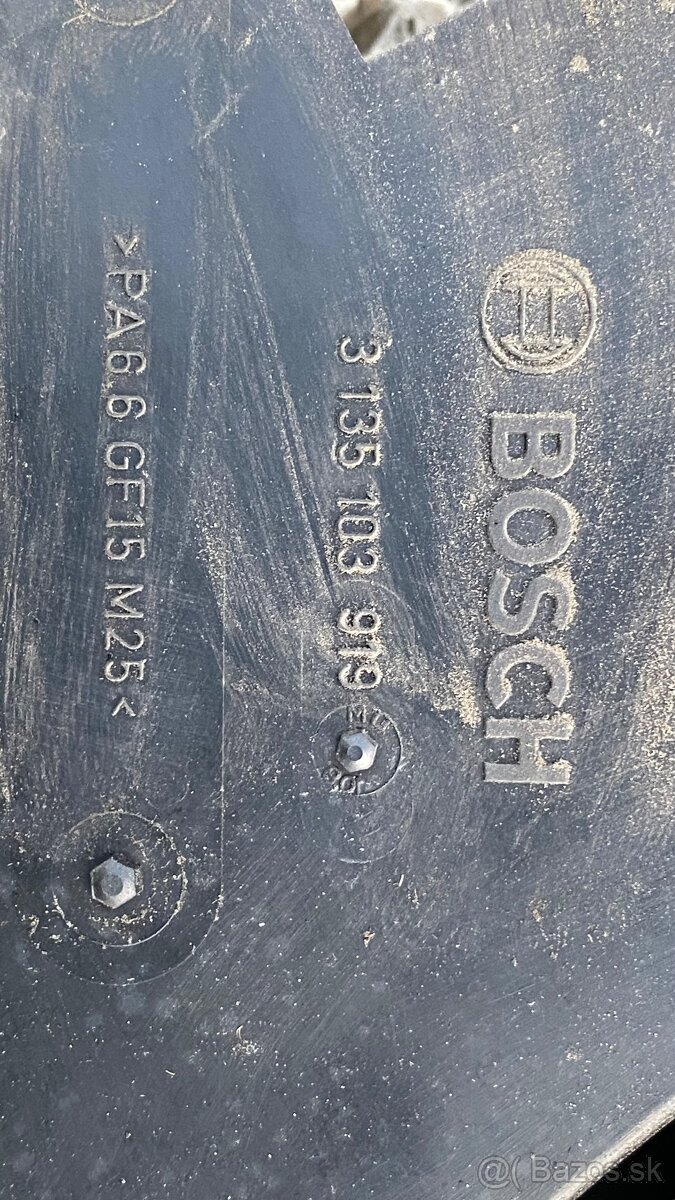 BOSCH
3 135 103 919
>PA6.6 GF15 M25<
@( Bazos.sk